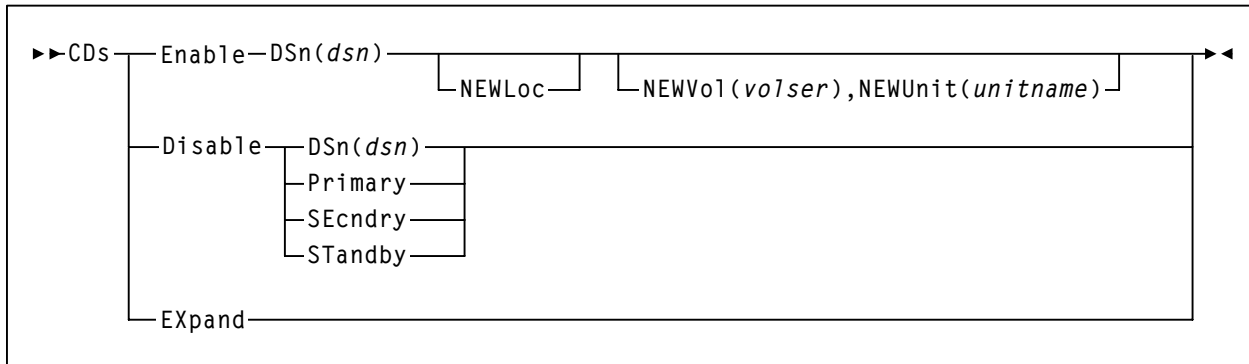 CDs Enable DSn(dsn)
NEWLoc NEWVol(volser),NEWUnit(unitname)
Disable DSn(dsn)
Primary
SEcndry
STandby
EXpand